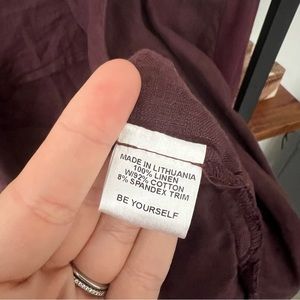 MADE IN LITHUANIA
100% LINEN
W/92% COTTON
8% SPANDEX TRIM
BE YOURSELF